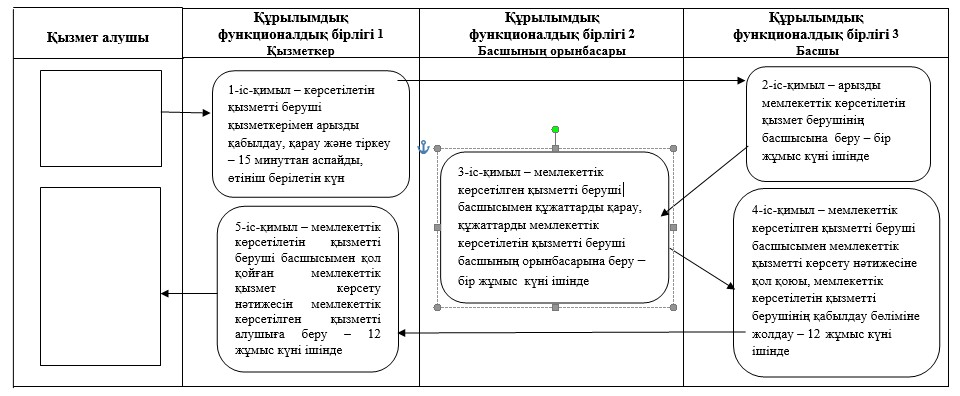 Қызмет алушы
Құрылымдық
функционалдық бірлігі 1
Қызметкер
Құрылымдық
функционалдық бірлігі 2
Басшының орынбасары
Құрылымдық
функционалдық бірлігі 3
Басшы
1-іс-қимыл – көрсетілетін
қызметті беруші
қызметкерімен арызды
қабылдау, қарау және тіркеу
– 15 минуттан аспайды,
өтініш берілетін күн
2-іс-қимыл – арызды
мемлекеттік көрсетілетін
қызмет берушінің
басшысына беру – бір
жұмыс күні ішінде
3-іс-қимыл – мемлекеттік
көрсетілген қызметті беруші
басшысымен құжаттарды қарау,
құжаттарды мемлекеттік
көрсетілетін қызметті беруші
басшының орынбасарына беру –
бір жұмыс күні ішінде
4-іс-қимыл – мемлекеттік
көрсетілген қызметті беруші
басшысымен мемлекеттік
қызметті көрсету нәтижесіне
қол қоюы, мемлекеттік
көрсетілетін қызметті
берушінің қабылдау бөліміне
жолдау – 12 жұмыс күні
ішінде
5-іс-қимыл – мемлекеттік
көрсетілетін қызметті
беруші басшысымен қол
қойған мемлекеттік
қызмет көрсету
нәтижесін мемлекеттік
көрсетілген қызметті
алушыға беру – 12
жұмыс күні ішінде